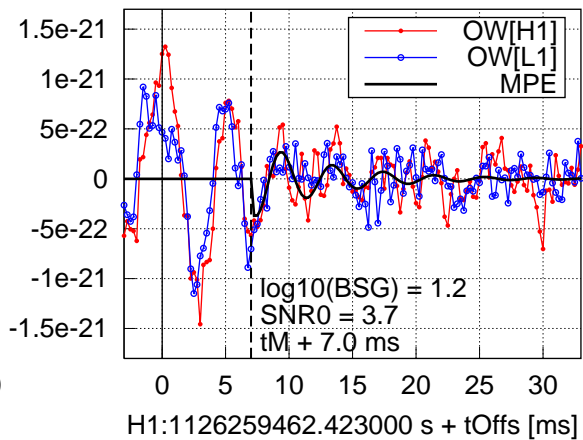 1.5e-21
1e-21
5e-22
0
-5e-22
-1e-21
-1.5e-21
OW[H1]
OW[L1]
MPE
log10(BSG) = 1.2
SNR0 = 3.7
tM + 7.0 ms
0 5 10 15 20 25 30
H1:1126259462.423000 s + tOffs [ms]